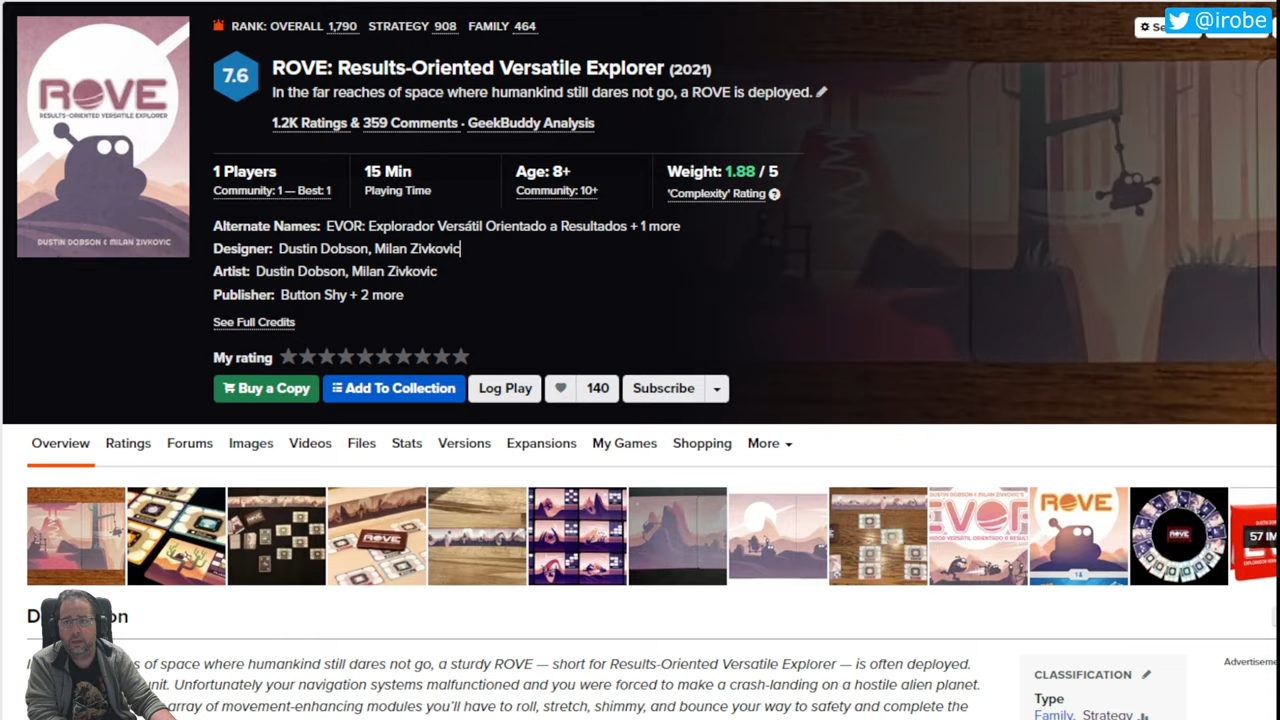 @irobe
RANK: OVERALL 1,790 STRATEGY 908 FAMILY 464
7.6
ROVE: Results-Oriented Versatile Explorer (2021)
In the far reaches of space where humankind still dares not go, a ROVE is deployed.
1.2K Ratings & 359 Comments · GeekBuddy Analysis
ROVE
RESULTS-ORIENTED VERSATILE EXPLORER
DUSTIN DOBSON & MILAN ZIVKOVIC
1 Players
Community: 1 — Best: 1
15 Min
Playing Time
Age: 8+
Community: 10+
Weight: 1.88 / 5
'Complexity' Rating ?
Alternate Names: EVOR: Explorador Versátil Orientado a Resultados + 1 more
Designer: Dustin Dobson, Milan Zivkovic
Artist: Dustin Dobson, Milan Zivkovic
Publisher: Button Shy + 2 more
See Full Credits
My rating
Buy a Copy Add To Collection Log Play 140 Subscribe
Overview Ratings Forums Images Videos Files Stats Versions Expansions My Games Shopping More
ROVE
EVOR
ROVE
57 IM
of space where humankind still dares not go, a sturdy ROVE — short for Results-Oriented Versatile Explorer — is often deployed.
Unfortunately your navigation systems malfunctioned and you were forced to make a crash-landing on a hostile alien planet.
array of movement-enhancing modules you'll have to roll, stretch, shimmy, and bounce your way to safety and complete the
CLASSIFICATION
Type
Family, Strategy
Advertiseme